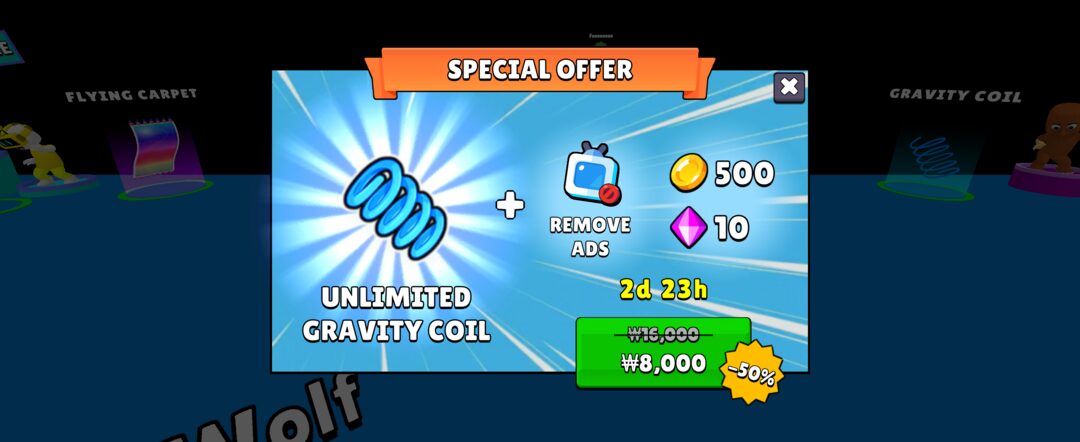 SPECIAL OFFER
FLYING CARPET
GRAVITY COIL
500
REMOVE
ADS
10
2d 23h
UNLIMITED
GRAVITY COIL
₩16,000
₩8,000
-50%
Wolf